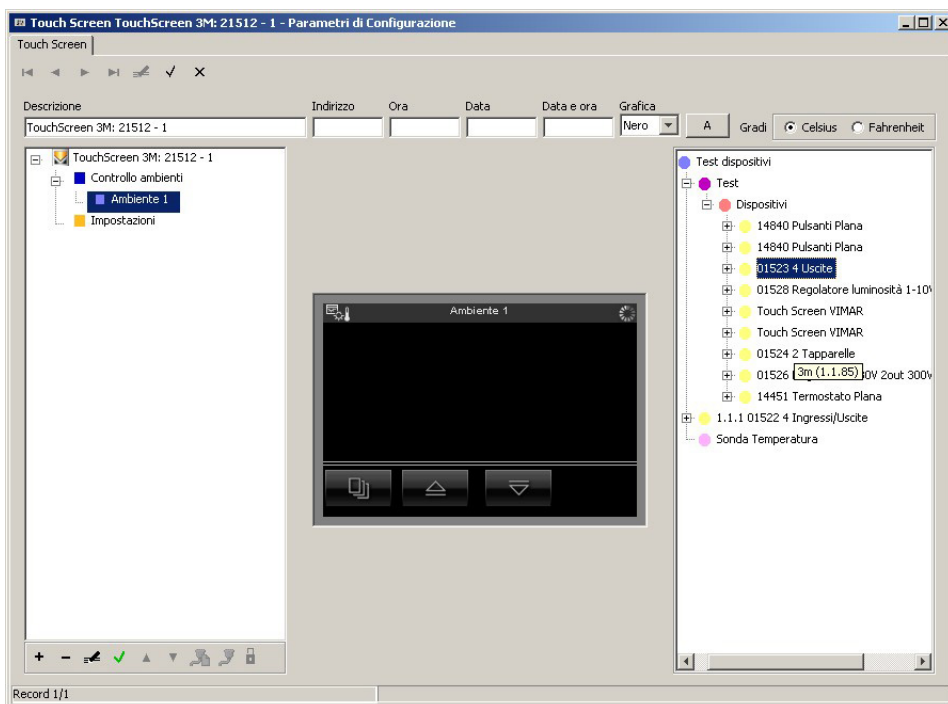 Touch Screen TouchScreen 3M: 21512 - 1 - Parametri di Configurazione
Touch Screen
Descrizione Indirizzo Ora Data Data e ora Grafica
TouchScreen 3M: 21512 - 1 Nero A Gradi Celsius Fahrenheit
TouchScreen 3M: 21512 - 1
Controllo ambienti
Ambiente 1
Impostazioni
Ambiente 1
Test dispositivi
Test
Dispositivi
14840 Pulsanti Plana
14840 Pulsanti Plana
01523 4 Uscite
01528 Regolatore luminosità 1-10V
Touch Screen VIMAR
Touch Screen VIMAR
01524 2 Tapparelle
01526 3m (1.1.85) 30V 2out 300W
14451 Termostato Plana
1.1.1 01522 4 Ingressi/Uscite
Sonda Temperatura
Record 1/1